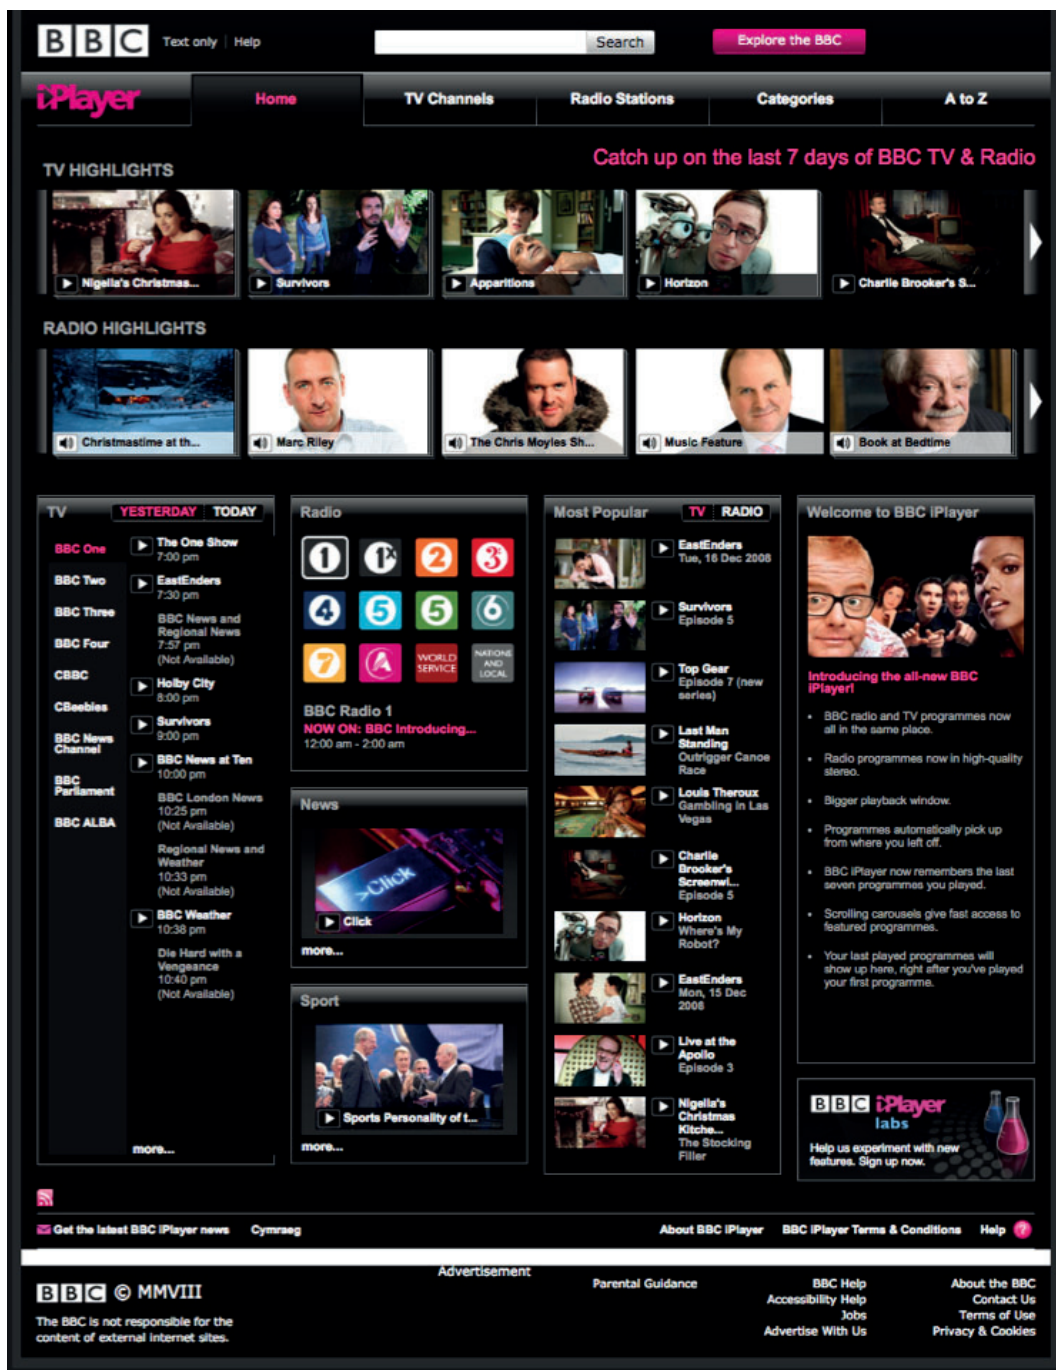 BBC Text only Help Search Explore the BBC
iPlayer Home TV Channels Radio Stations Categories A to Z
Catch up on the last 7 days of BBC TV & Radio
TV HIGHLIGHTS
Nigella's Christmas...
Survivors
Apparitions
Horizon
Charlie Brooker's S...
RADIO HIGHLIGHTS
Christmastime at th...
Marc Riley
The Chris Moyles Sh...
Music Feature
Book at Bedtime
TV YESTERDAY TODAY
BBC One
BBC Two
BBC Three
BBC Four
CBBC
CBeebies
BBC News
Channel
BBC
Parliament
BBC ALBA
The One Show
7:00 pm
EastEnders
7:30 pm
BBC News and
Regional News
7:57 pm
(Not Available)
Holby City
8:00 pm
Survivors
9:00 pm
BBC News at Ten
10:00 pm
BBC London News
10:25 pm
(Not Available)
Regional News and
Weather
10:33 pm
(Not Available)
BBC Weather
10:38 pm
Die Hard with a
Vengeance
10:40 pm
(Not Available)
more...
Radio
1 1X 2 3
4 5 5 6
7 A WORLD SERVICE NATIONS AND LOCAL
BBC Radio 1
NOW ON: BBC Introducing...
12:00 am - 2:00 am
News
>Click
Click
more...
Sport
Sports Personality of t...
more...
Most Popular TV RADIO
EastEnders
Tue, 16 Dec 2008
Survivors
Episode 5
Top Gear
Episode 7 (new
series)
Last Man
Standing
Outrigger Canoe
Race
Louis Theroux
Gambling in Las
Vegas
Charlie
Brooker's
Screenwi...
Episode 5
Horizon
Where's My
Robot?
EastEnders
Mon, 15 Dec
2008
Live at the
Apollo
Episode 3
Nigella's
Christmas
Kitche...
The Stocking
Filler
Welcome to BBC iPlayer
Introducing the all-new BBC
iPlayer!
• BBC radio and TV programmes now
all in the same place.
• Radio programmes now in high-quality
stereo.
• Bigger playback window.
• Programmes automatically pick up
from where you left off.
• BBC iPlayer now remembers the last
seven programmes you played.
• Scrolling carousels give fast access to
featured programmes.
• Your last played programmes will
show up here, right after you've played
your first programme.
BBC iPlayer
labs
Help us experiment with new
features. Sign up now.
Get the latest BBC iPlayer news Cymraeg About BBC iPlayer BBC iPlayer Terms & Conditions Help ?
Advertisement
BBC © MMVIII
The BBC is not responsible for the
content of external internet sites.
Parental Guidance
BBC Help
Accessibility Help
Jobs
Advertise With Us
About the BBC
Contact Us
Terms of Use
Privacy & Cookies